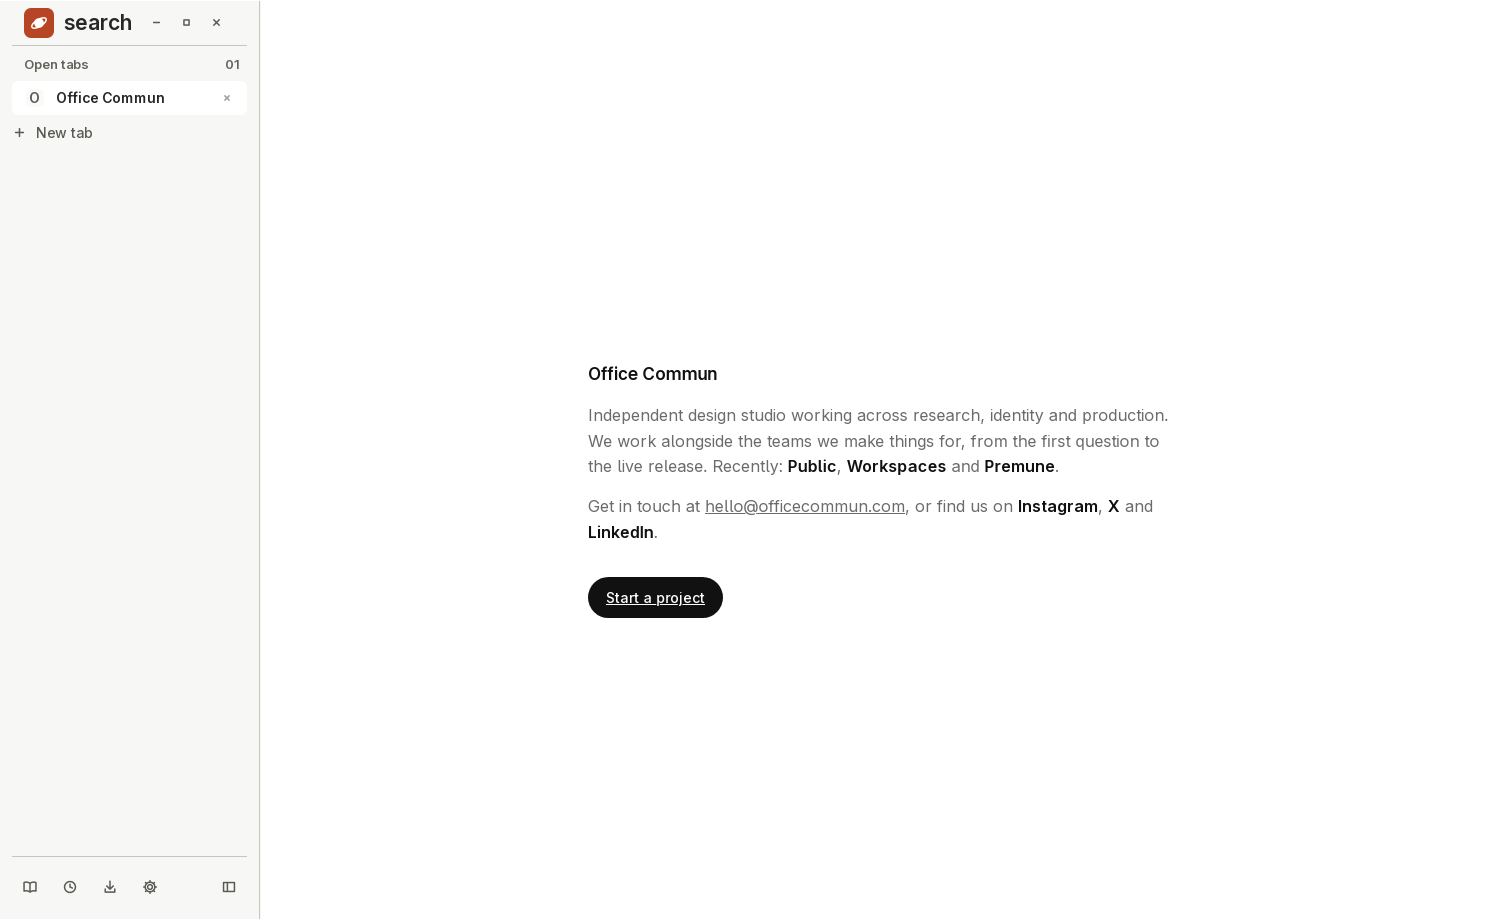 search
Open tabs 01
O Office Commun ×
+ New tab
Office Commun
Independent design studio working across research, identity and production.
We work alongside the teams we make things for, from the first question to
the live release. Recently: Public, Workspaces and Premune.
Get in touch at hello@officecommun.com, or find us on Instagram, X and
LinkedIn.
Start a project